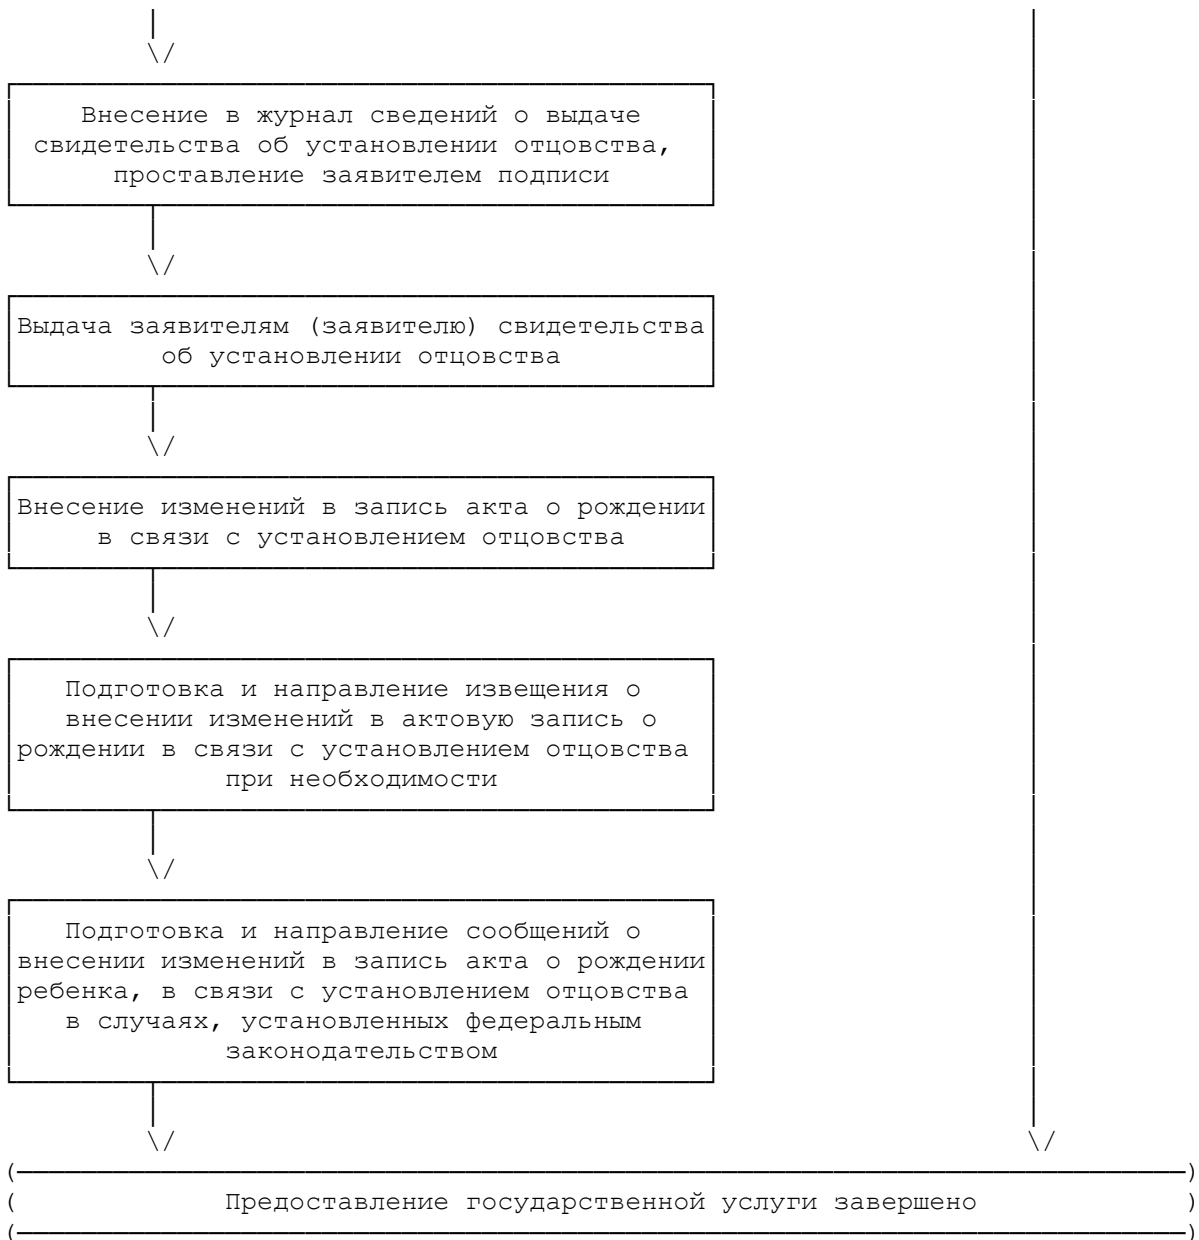 Внесение в журнал сведений о выдаче
свидетельства об установлении отцовства,
проставление заявителем подписи
Выдача заявителям (заявителю) свидетельства
об установлении отцовства
Внесение изменений в запись акта о рождении
в связи с установлением отцовства
Подготовка и направление извещения о
внесении изменений в актовую запись о
рождении в связи с установлением отцовства
при необходимости
Подготовка и направление сообщений о
внесении изменений в запись акта о рождении
ребенка, в связи с установлением отцовства
в случаях, установленных федеральным
законодательством
Предоставление государственной услуги завершено